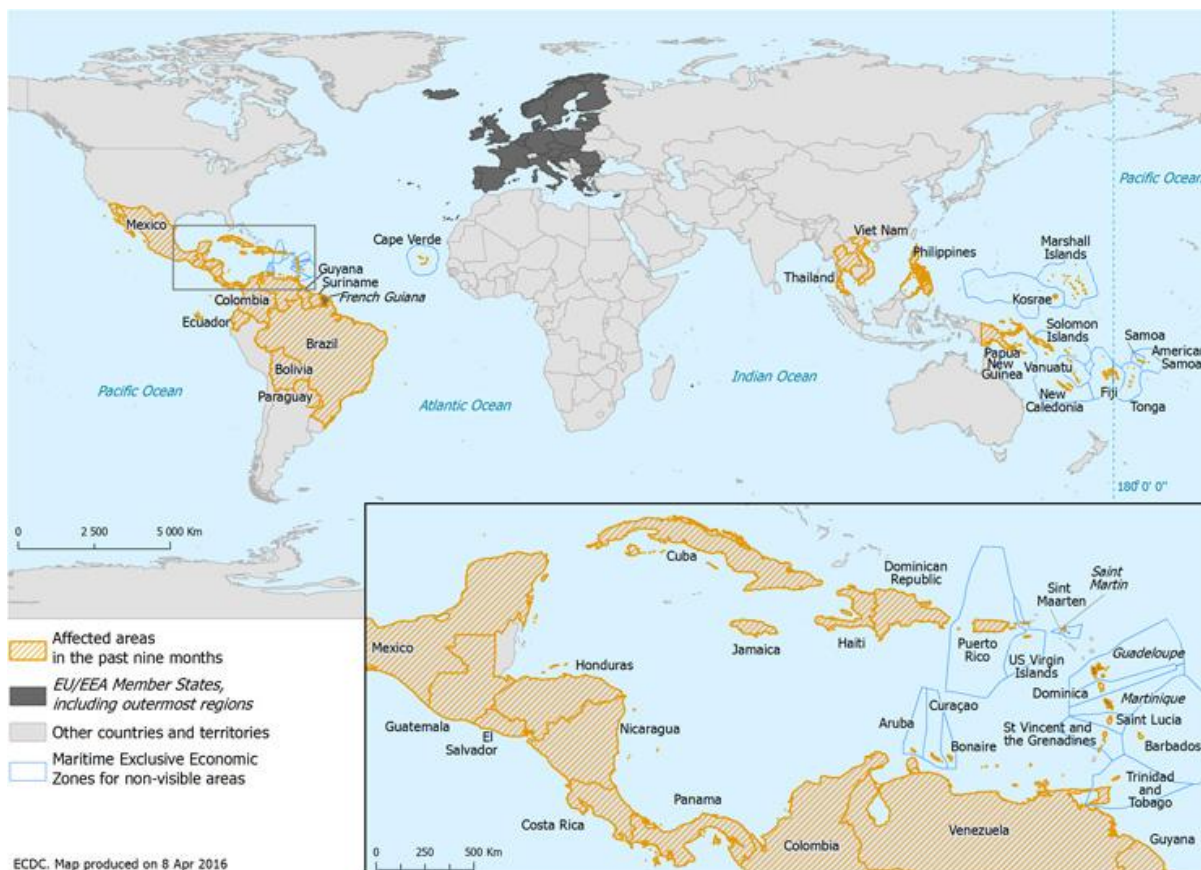 Pacific Ocean
Mexico
Cape Verde
Viet Nam
Philippines
Marshall
Islands
Guyana
Suriname
Thailand
Colombia
French Guiana
Kosrae
Ecuador
Solomon
Islands
Samoa
Brazil
American
Samoa
Papua
New
Guinea
Vanuatu
Bolivia
Pacific Ocean
Indian Ocean
Paraguay
Atlantic Ocean
New
Caledonia
Fiji
Tonga
180° 0' 0"
0 2 500 5 000 Km
Cuba
Dominican
Republic
Saint
Martin
Sint
Maarten
Mexico
Jamaica
Haiti
Puerto
Rico
US Virgin
Islands
Guadeloupe
Honduras
Dominica
Martinique
Curaçao
Aruba
Saint Lucia
Guatemala
El
Salvador
Nicaragua
St Vincent and
the Grenadines
Bonaire
Barbados
Trinidad
and
Tobago
Panama
Costa Rica
Venezuela
Colombia
Guyana
0 250 500 Km
Affected areas
in the past nine months
EU/EEA Member States,
including outermost regions
Other countries and territories
Maritime Exclusive Economic
Zones for non-visible areas
ECDC. Map produced on 8 Apr 2016